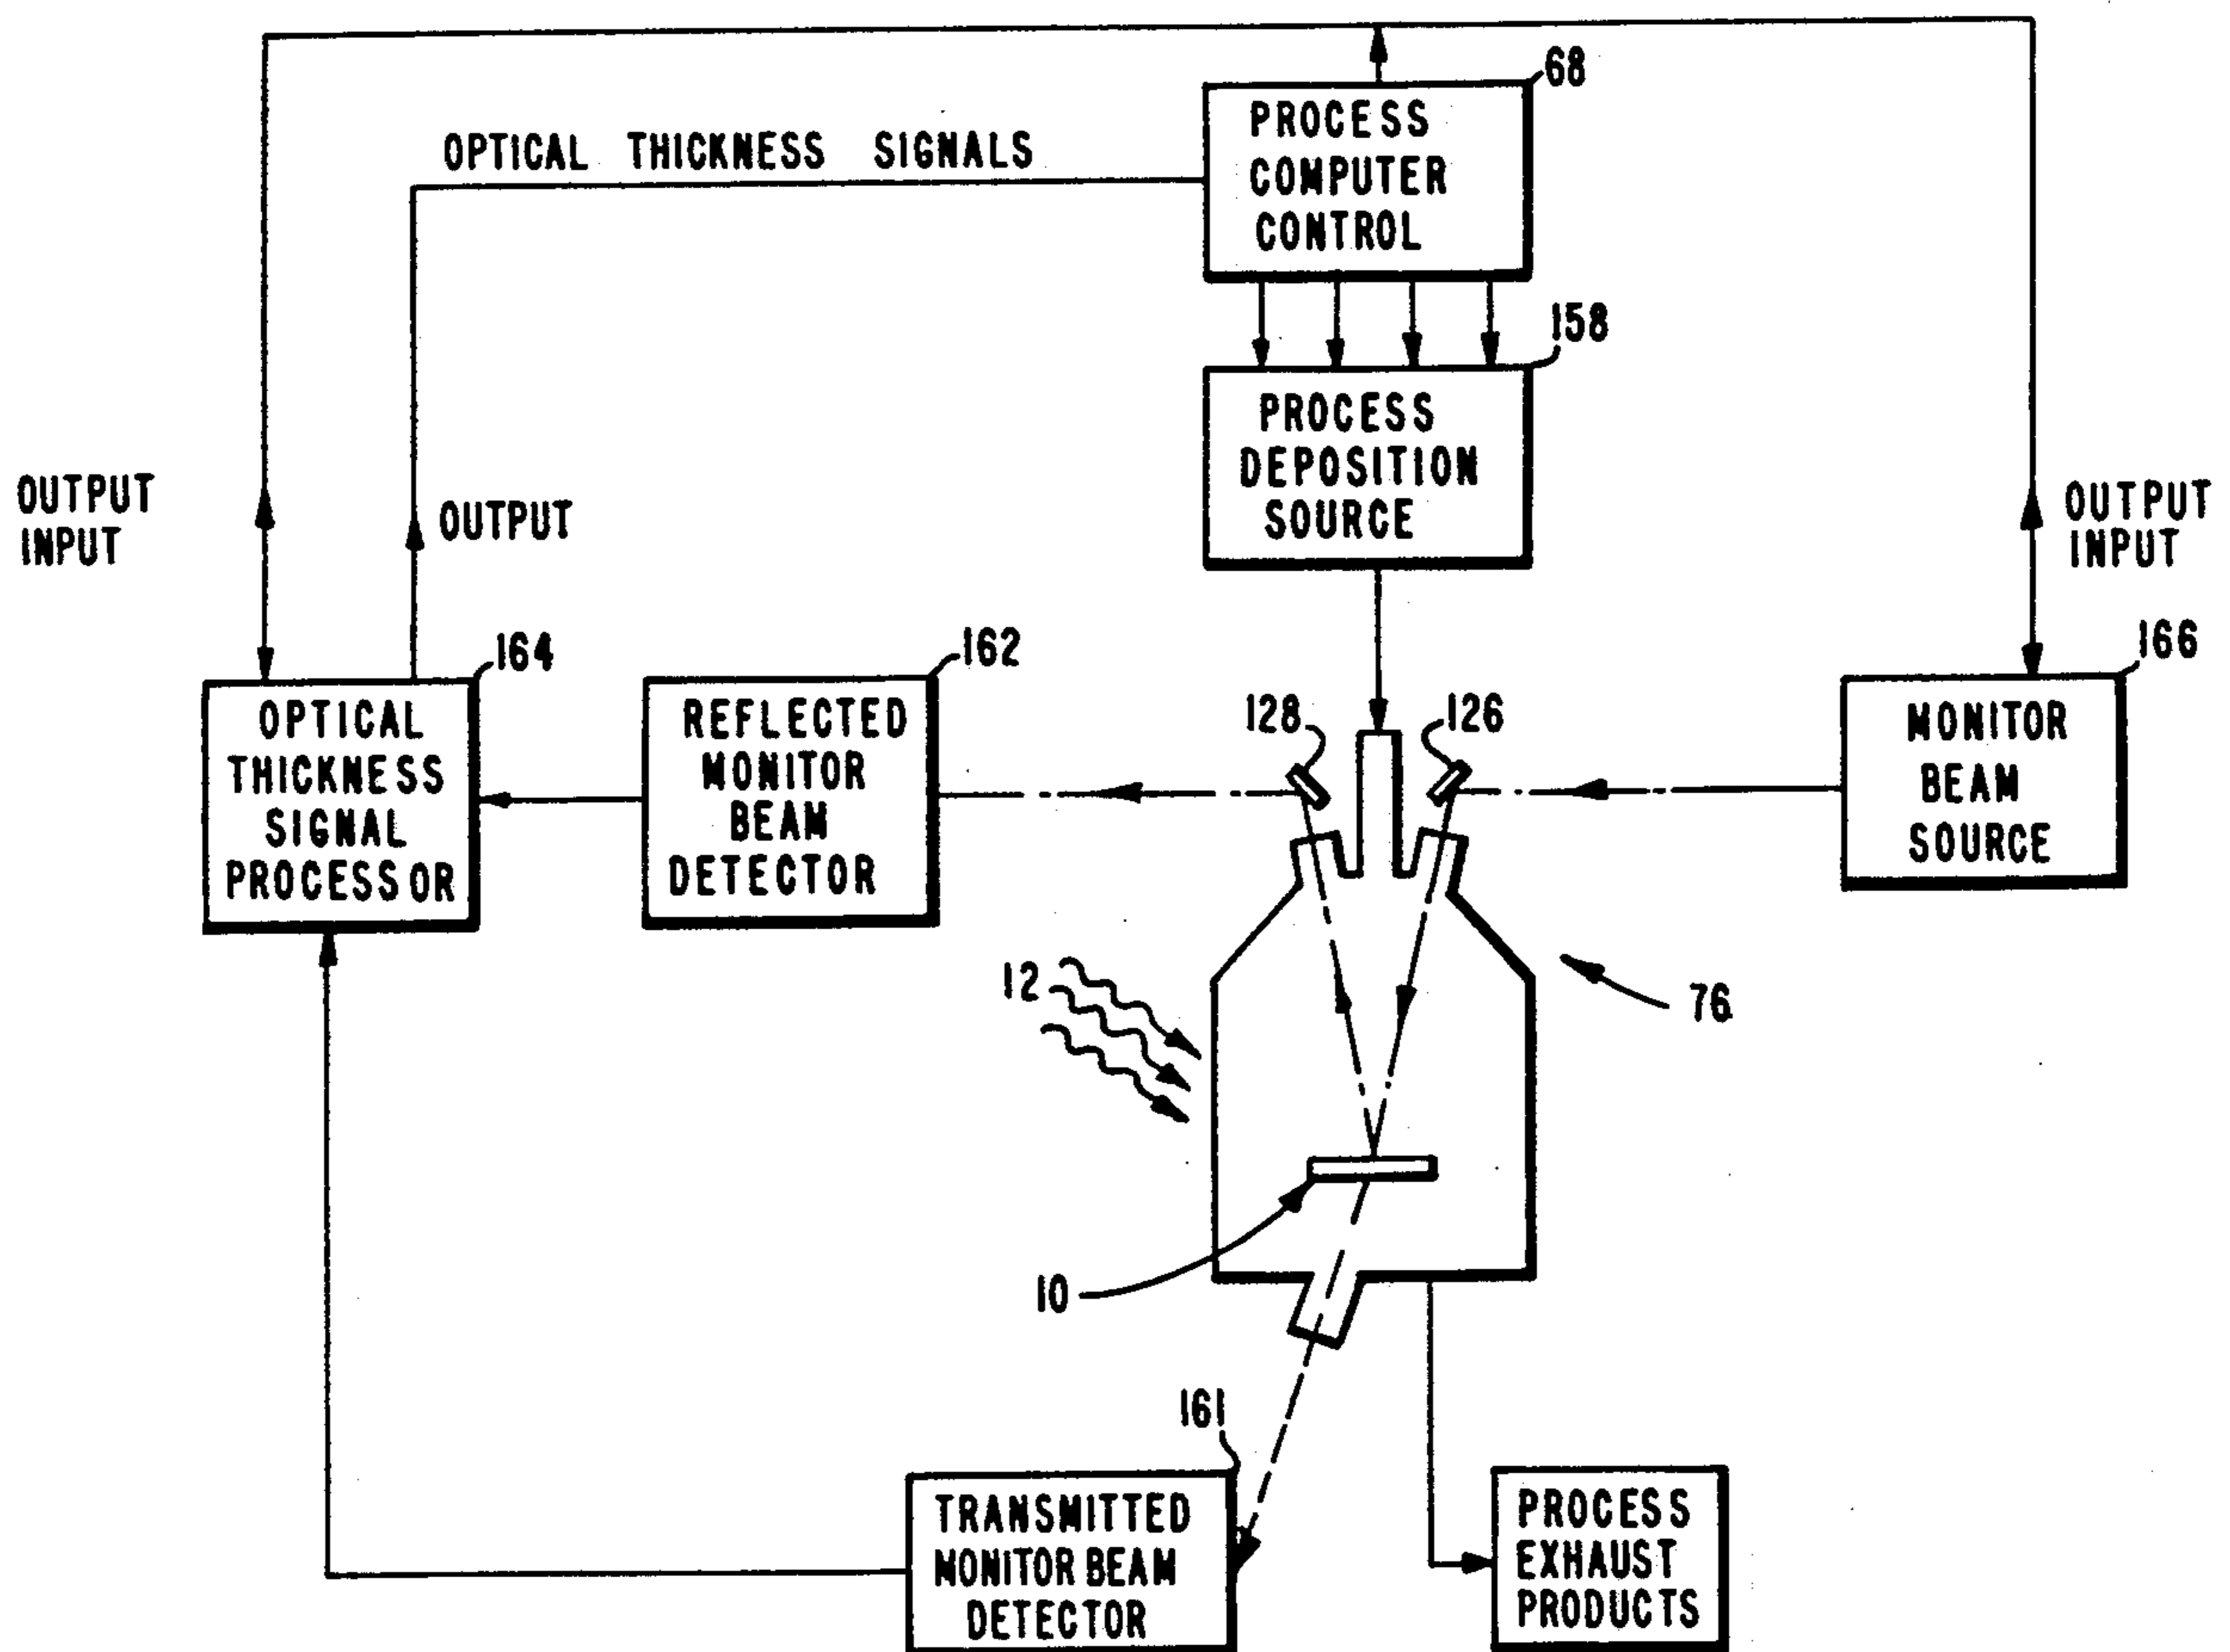 68
PROCESS
COMPUTER
CONTROL
OPTICAL THICKNESS SIGNALS
158
PROCESS
DEPOSITION
SOURCE
OUTPUT
INPUT
OUTPUT
OUTPUT
INPUT
164
OPTICAL
THICKNESS
SIGNAL
PROCESSOR
162
REFLECTED
MONITOR
BEAM
DETECTOR
128
126
166
MONITOR
BEAM
SOURCE
12
76
10
161
TRANSMITTED
MONITOR BEAM
DETECTOR
PROCESS
EXHAUST
PRODUCTS